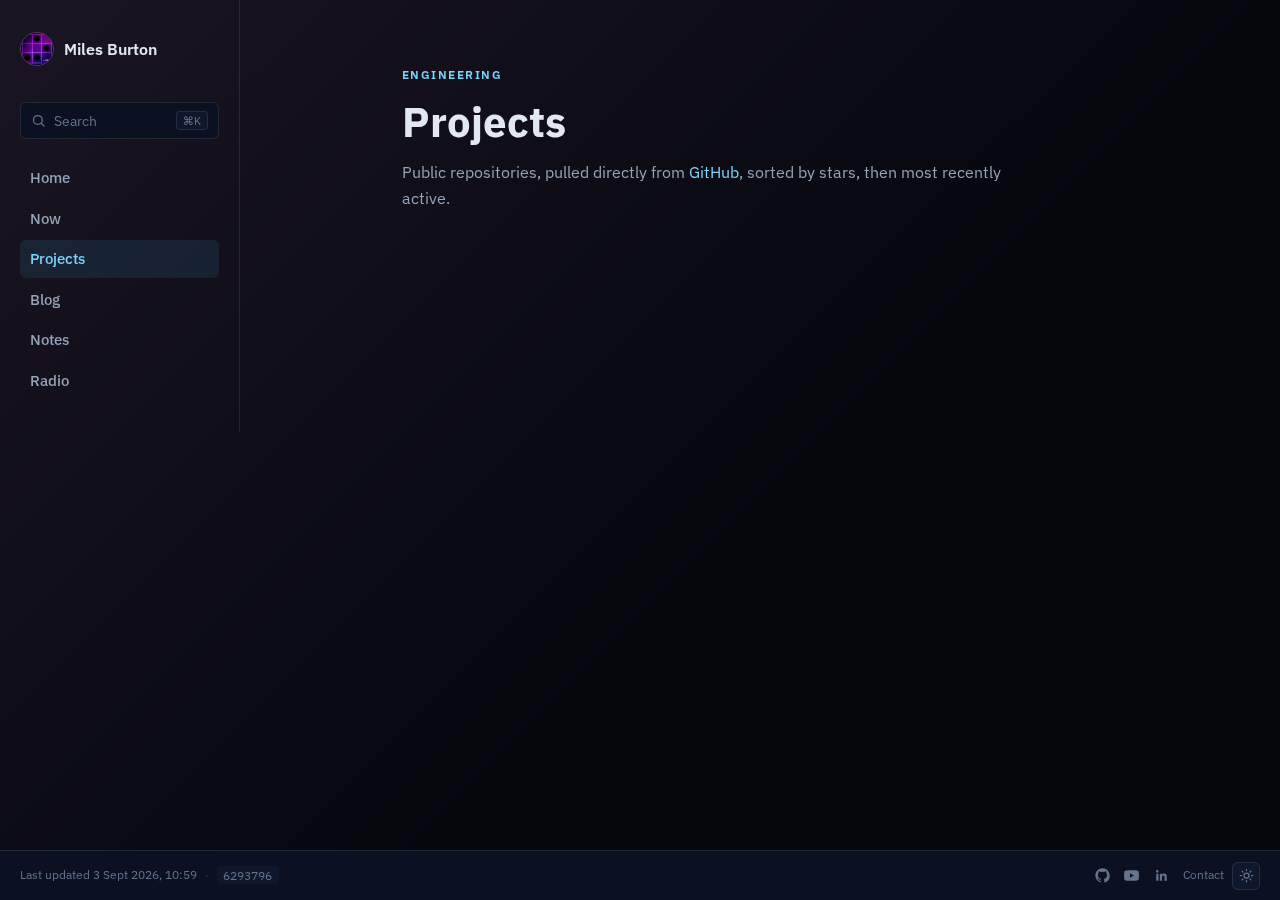 Miles Burton
Search ⌘K
Home
Now
Projects
Blog
Notes
Radio
ENGINEERING
Projects
Public repositories, pulled directly from GitHub, sorted by stars, then most recently
active.
Last updated 3 Sept 2026, 10:59 · 6293796
Contact